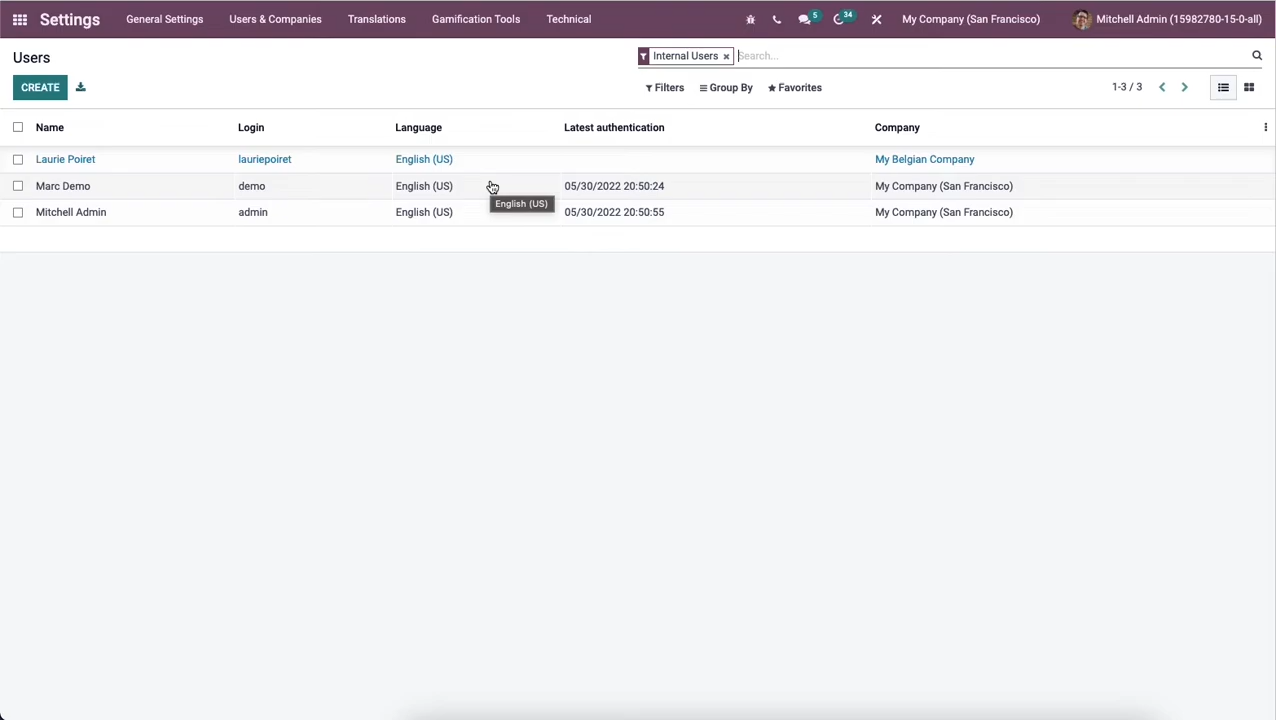 Settings General Settings Users & Companies Translations Gamification Tools Technical 5 34 My Company (San Francisco) Mitchell Admin (15982780-15-0-all)
Users Internal Users × Search...
CREATE Filters Group By Favorites 1-3 / 3
Name Login Language Latest authentication Company
Laurie Poiret lauriepoiret English (US) My Belgian Company
Marc Demo demo English (US) 05/30/2022 20:50:24 My Company (San Francisco)
English (US)
Mitchell Admin admin English (US) 05/30/2022 20:50:55 My Company (San Francisco)